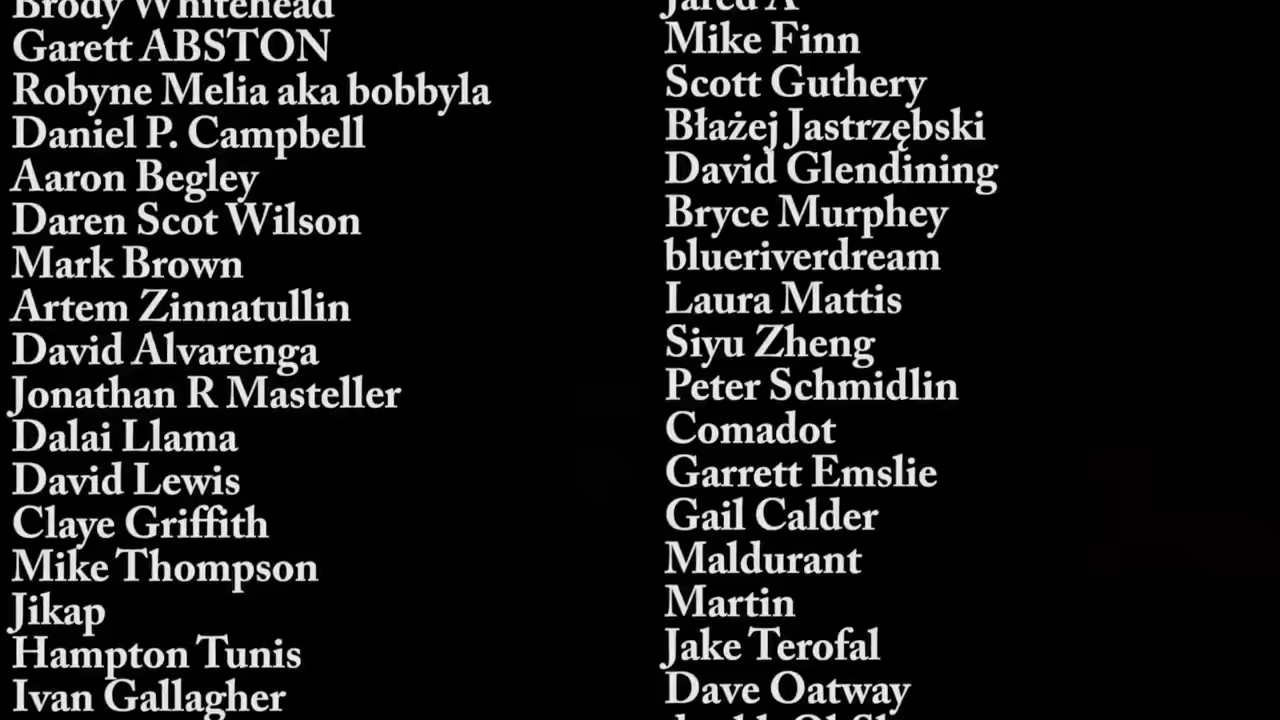 Brody Whitehead
Garett ABSTON
Robyne Melia aka bobbyla
Daniel P. Campbell
Aaron Begley
Daren Scot Wilson
Mark Brown
Artem Zinnatullin
David Alvarenga
Jonathan R Masteller
Dalai Llama
David Lewis
Claye Griffith
Mike Thompson
Jikap
Hampton Tunis
Ivan Gallagher
Jared A
Mike Finn
Scott Guthery
Błażej Jastrzębski
David Glendining
Bryce Murphey
blueriverdream
Laura Mattis
Siyu Zheng
Peter Schmidlin
Comadot
Garrett Emslie
Gail Calder
Maldurant
Martin
Jake Terofal
Dave Oatway